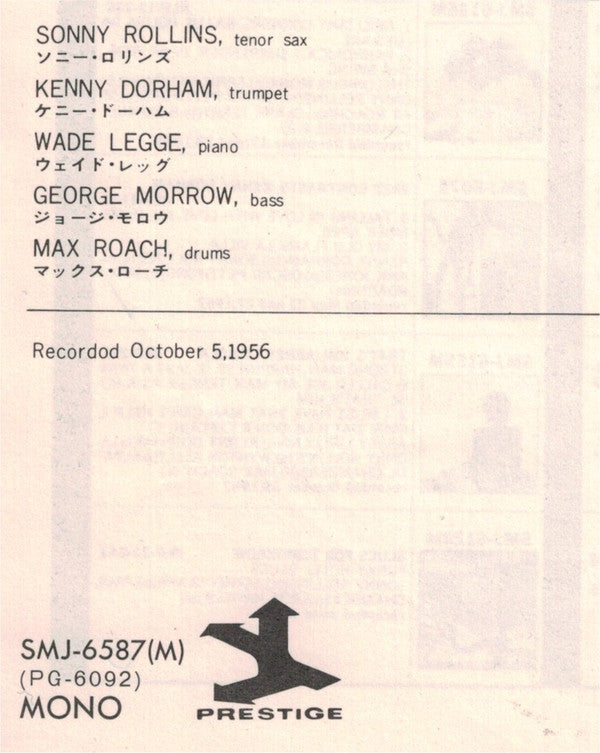 SONNY ROLLINS, tenor sax
ソニー・ロリンズ
KENNY DORHAM, trumpet
ケニー・ドーハム
WADE LEGGE, piano
ウェイド・レッグ
GEORGE MORROW, bass
ジョージ・モロウ
MAX ROACH, drums
マックス・ローチ
Recordod October 5,1956
SMJ-6587(M)
(PG-6092)
MONO
PRESTIGE